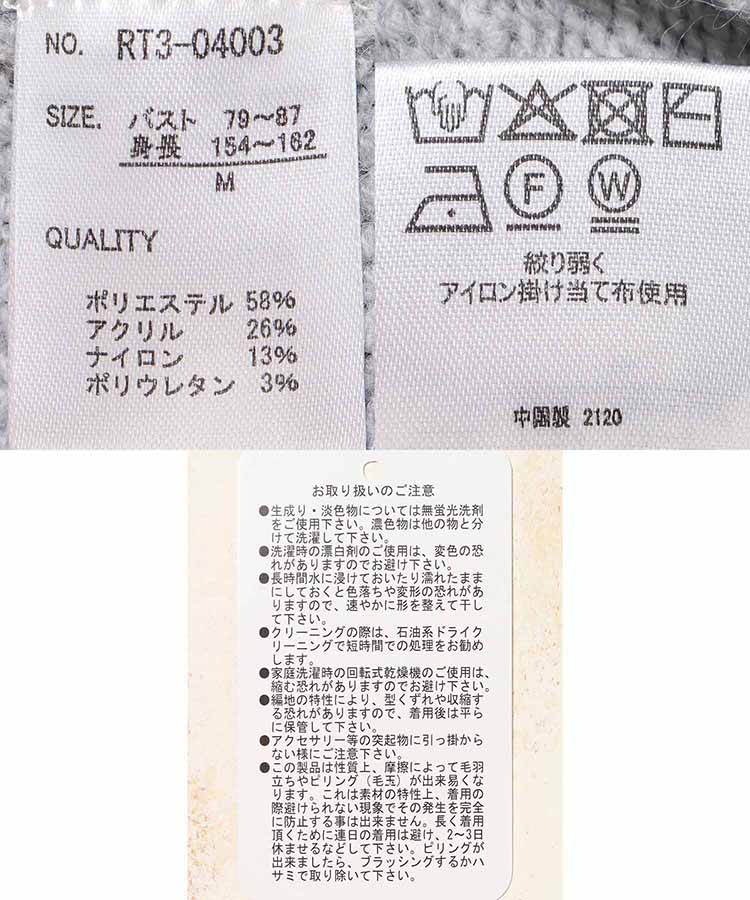 NO. RT3-04003
SIZE. バスト 79～87
身長 154～162
M
QUALITY
ポリエステル 58%
アクリル 26%
ナイロン 13%
ポリウレタン 3%
F W
絞り弱く
アイロン掛け当て布使用
中国製 2120
お取り扱いのご注意
●生成り・淡色物については無蛍光洗剤
をご使用下さい。濃色物は他の物と分
けて洗濯して下さい。
●洗濯時の漂白剤のご使用は、変色の恐
れがありますのでお避け下さい。
●長時間水に浸けておいたり濡れたまま
にしておくと色落ちや変形の恐れがあ
りますので、速やかに形を整えて干し
て下さい。
●クリーニングの際は、石油系ドライク
リーニングで短時間での処理をお勧め
します。
●家庭洗濯時の回転式乾燥機のご使用は、
縮む恐れがありますのでお避け下さい。
●編地の特性により、型くずれや収縮す
る恐れがありますので、着用後は平ら
に保管して下さい。
●アクセサリー等の突起物に引っ掛から
ない様にご注意下さい。
●この製品は性質上、摩擦によって毛羽
立ちやピリング（毛玉）が出来易くな
ります。これは素材の特性上、着用の
際避けられない現象でその発生を完全
に防止する事は出来ません。長く着用
頂くために連日の着用は避け、2～3日
休ませるなどして下さい。ピリングが
出来ましたら、ブラッシングするかハ
サミで取り除いて下さい。